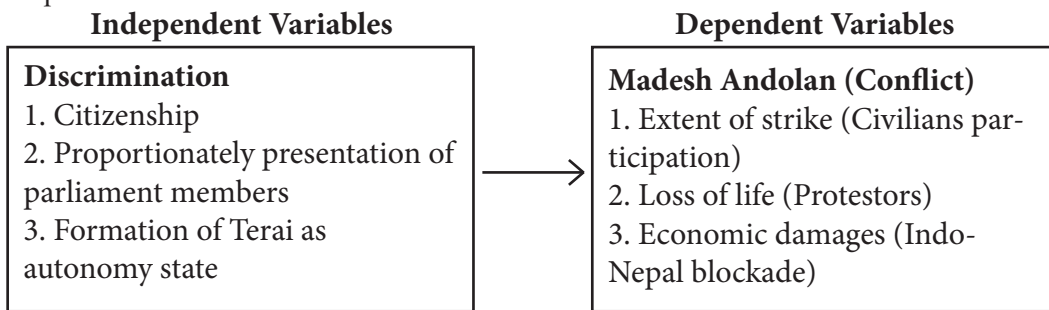 Independent Variables
Discrimination
1. Citizenship
2. Proportionately presentation of
parliament members
3. Formation of Terai as
autonomy state
Dependent Variables
Madesh Andolan (Conflict)
1. Extent of strike (Civilians par-
ticipation)
2. Loss of life (Protestors)
3. Economic damages (Indo-
Nepal blockade)